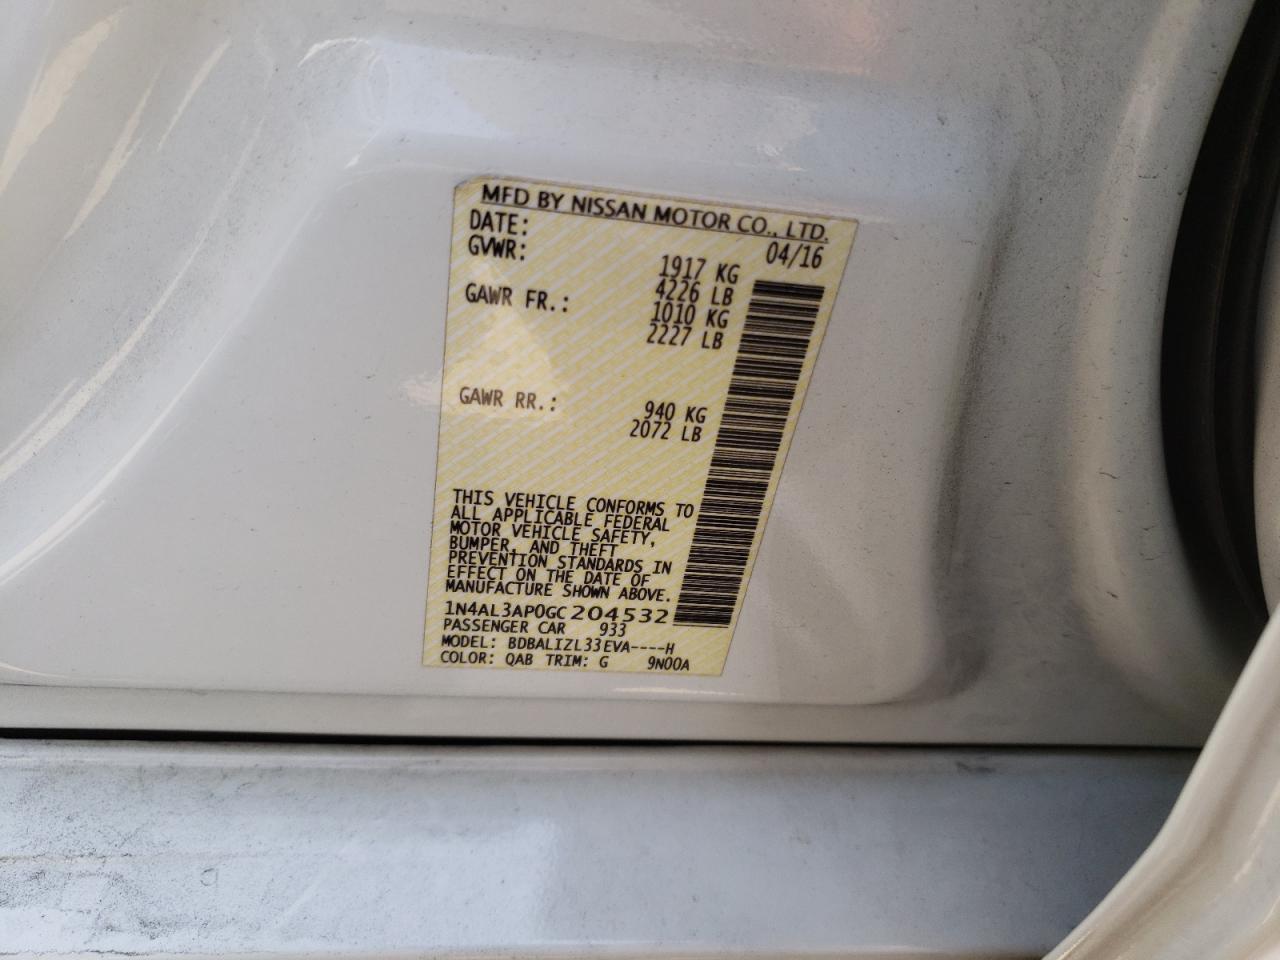 MFD BY NISSAN MOTOR CO., LTD.
DATE: 04/16
GVWR: 1917 KG
4226 LB
GAWR FR.: 1010 KG
2227 LB
GAWR RR.: 940 KG
2072 LB
THIS VEHICLE CONFORMS TO
ALL APPLICABLE FEDERAL
MOTOR VEHICLE SAFETY,
BUMPER, AND THEFT
PREVENTION STANDARDS IN
EFFECT ON THE DATE OF
MANUFACTURE SHOWN ABOVE.
1N4AL3AP0GC204532
PASSENGER CAR 933
MODEL: BDBALIZL33EVA----H
COLOR: QAB TRIM: G 9N00A